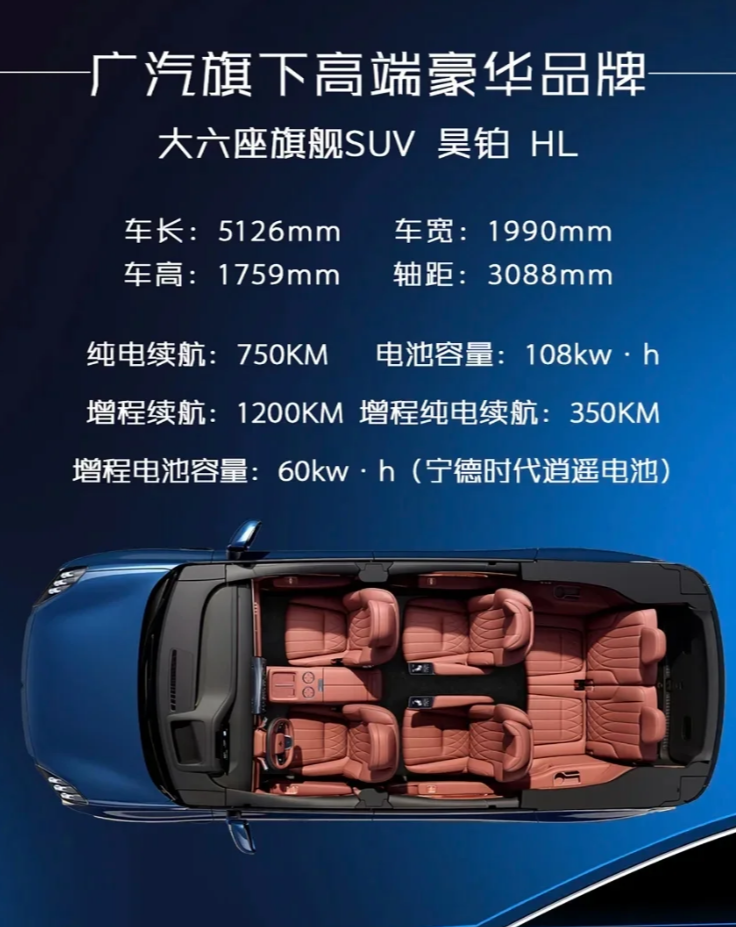 广汽旗下高端豪华品牌
大六座旗舰SUV 昊铂 HL
车长：5126mm 车宽：1990mm
车高：1759mm 轴距：3088mm
纯电续航：750KM 电池容量：108kw·h
增程续航：1200KM 增程纯电续航：350KM
增程电池容量：60kw·h（宁德时代逍遥电池）